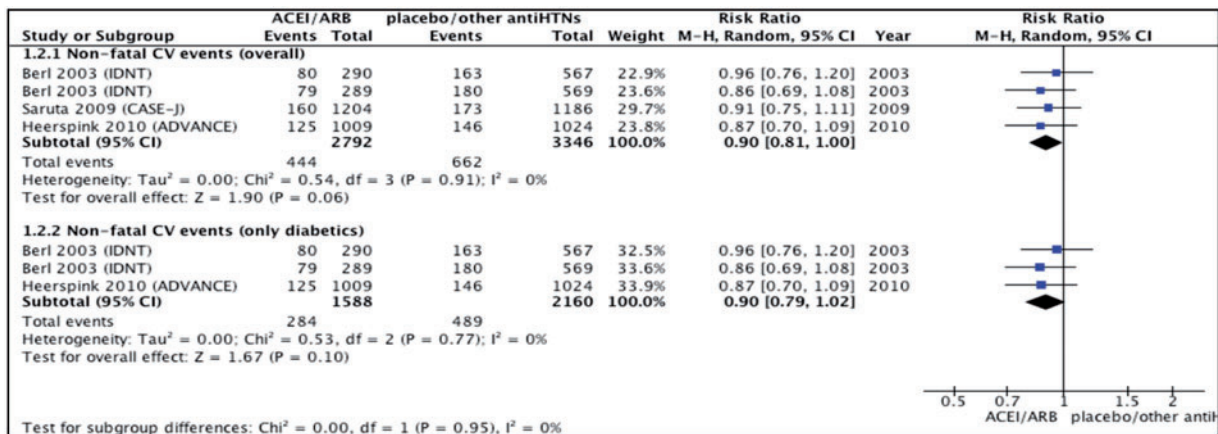 ACEI/ARB placebo/other antiHTNs Risk Ratio Risk Ratio
Study or Subgroup Events Total Events Total Weight M-H, Random, 95% CI Year M-H, Random, 95% CI
1.2.1 Non-fatal CV events (overall)
Berl 2003 (IDNT) 80 290 163 567 22.9% 0.96 [0.76, 1.20] 2003
Berl 2003 (IDNT) 79 289 180 569 23.6% 0.86 [0.69, 1.08] 2003
Saruta 2009 (CASE-J) 160 1204 173 1186 29.7% 0.91 [0.75, 1.11] 2009
Heerspink 2010 (ADVANCE) 125 1009 146 1024 23.8% 0.87 [0.70, 1.09] 2010
Subtotal (95% CI) 2792 3346 100.0% 0.90 [0.81, 1.00]
Total events 444 662
Heterogeneity: Tau² = 0.00; Chi² = 0.54, df = 3 (P = 0.91); I² = 0%
Test for overall effect: Z = 1.90 (P = 0.06)
1.2.2 Non-fatal CV events (only diabetics)
Berl 2003 (IDNT) 80 290 163 567 32.5% 0.96 [0.76, 1.20] 2003
Berl 2003 (IDNT) 79 289 180 569 33.6% 0.86 [0.69, 1.08] 2003
Heerspink 2010 (ADVANCE) 125 1009 146 1024 33.9% 0.87 [0.70, 1.09] 2010
Subtotal (95% CI) 1588 2160 100.0% 0.90 [0.79, 1.02]
Total events 284 489
Heterogeneity: Tau² = 0.00; Chi² = 0.53, df = 2 (P = 0.77); I² = 0%
Test for overall effect: Z = 1.67 (P = 0.10)
0.5 0.7 1 1.5 2
ACEI/ARB placebo/other antiH
Test for subgroup differences: Chi² = 0.00, df = 1 (P = 0.95), I² = 0%